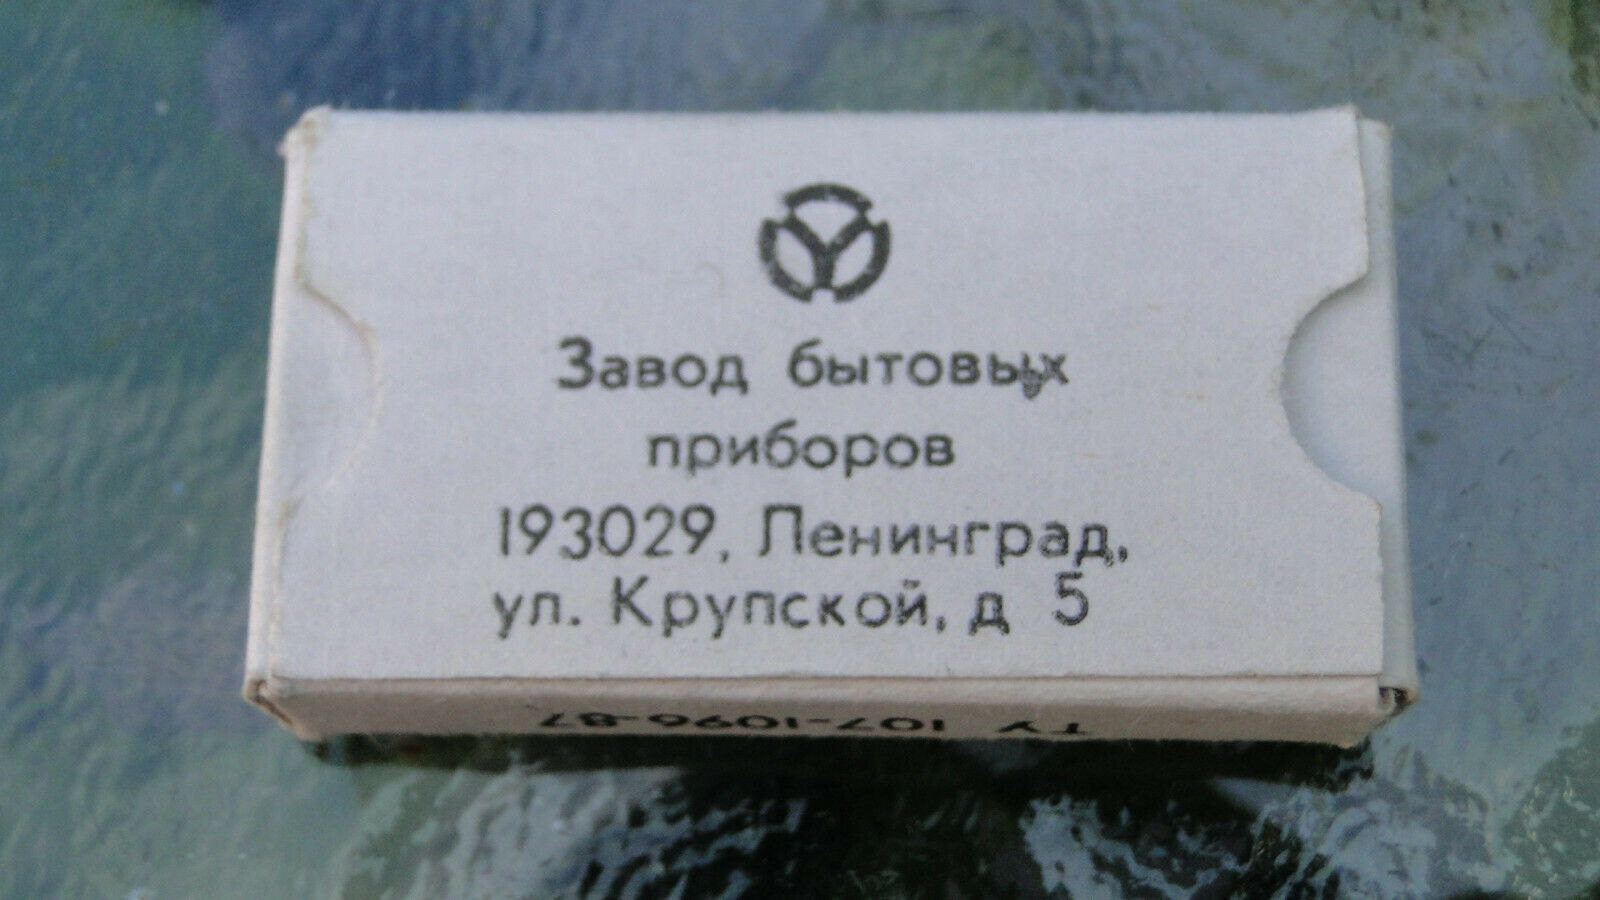 Завод бытовых
приборов
193029, Ленинград,
ул. Крупской, д 5
ТУ 107-1096-87